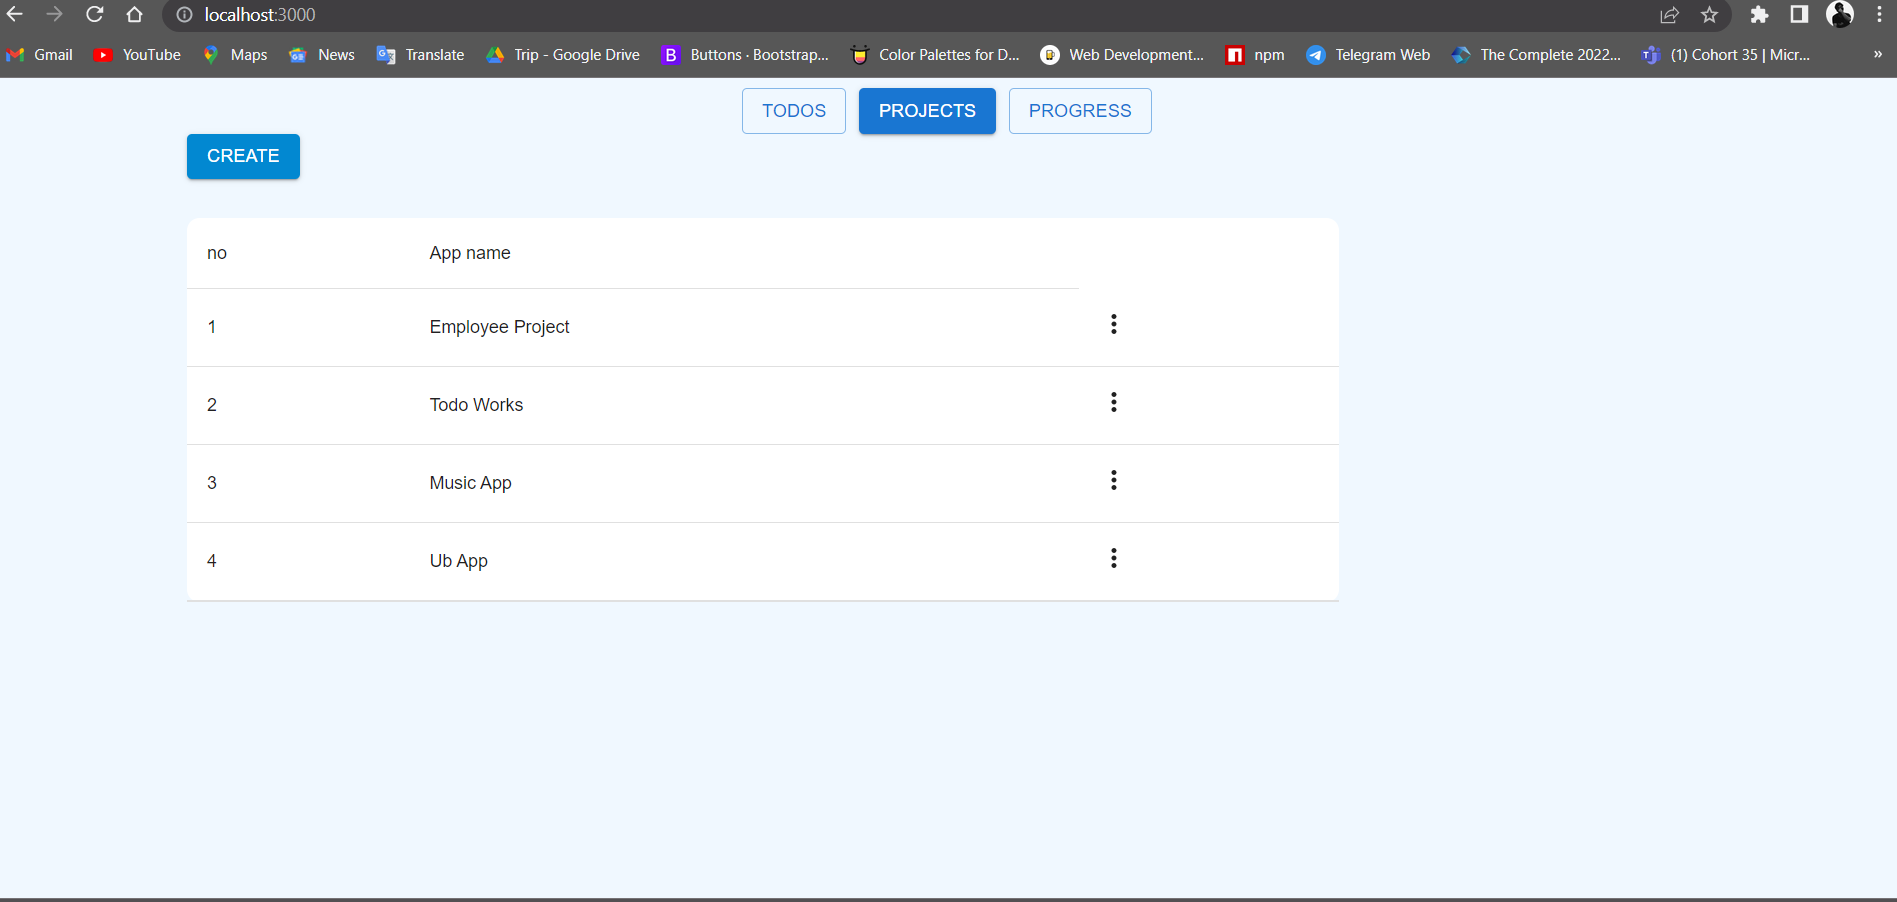 localhost:3000
Gmail YouTube Maps News Translate Trip - Google Drive Buttons · Bootstrap... Color Palettes for D... Web Development... npm Telegram Web The Complete 2022... (1) Cohort 35 | Micr... »
TODOS PROJECTS PROGRESS
CREATE
no App name
1 Employee Project
2 Todo Works
3 Music App
4 Ub App